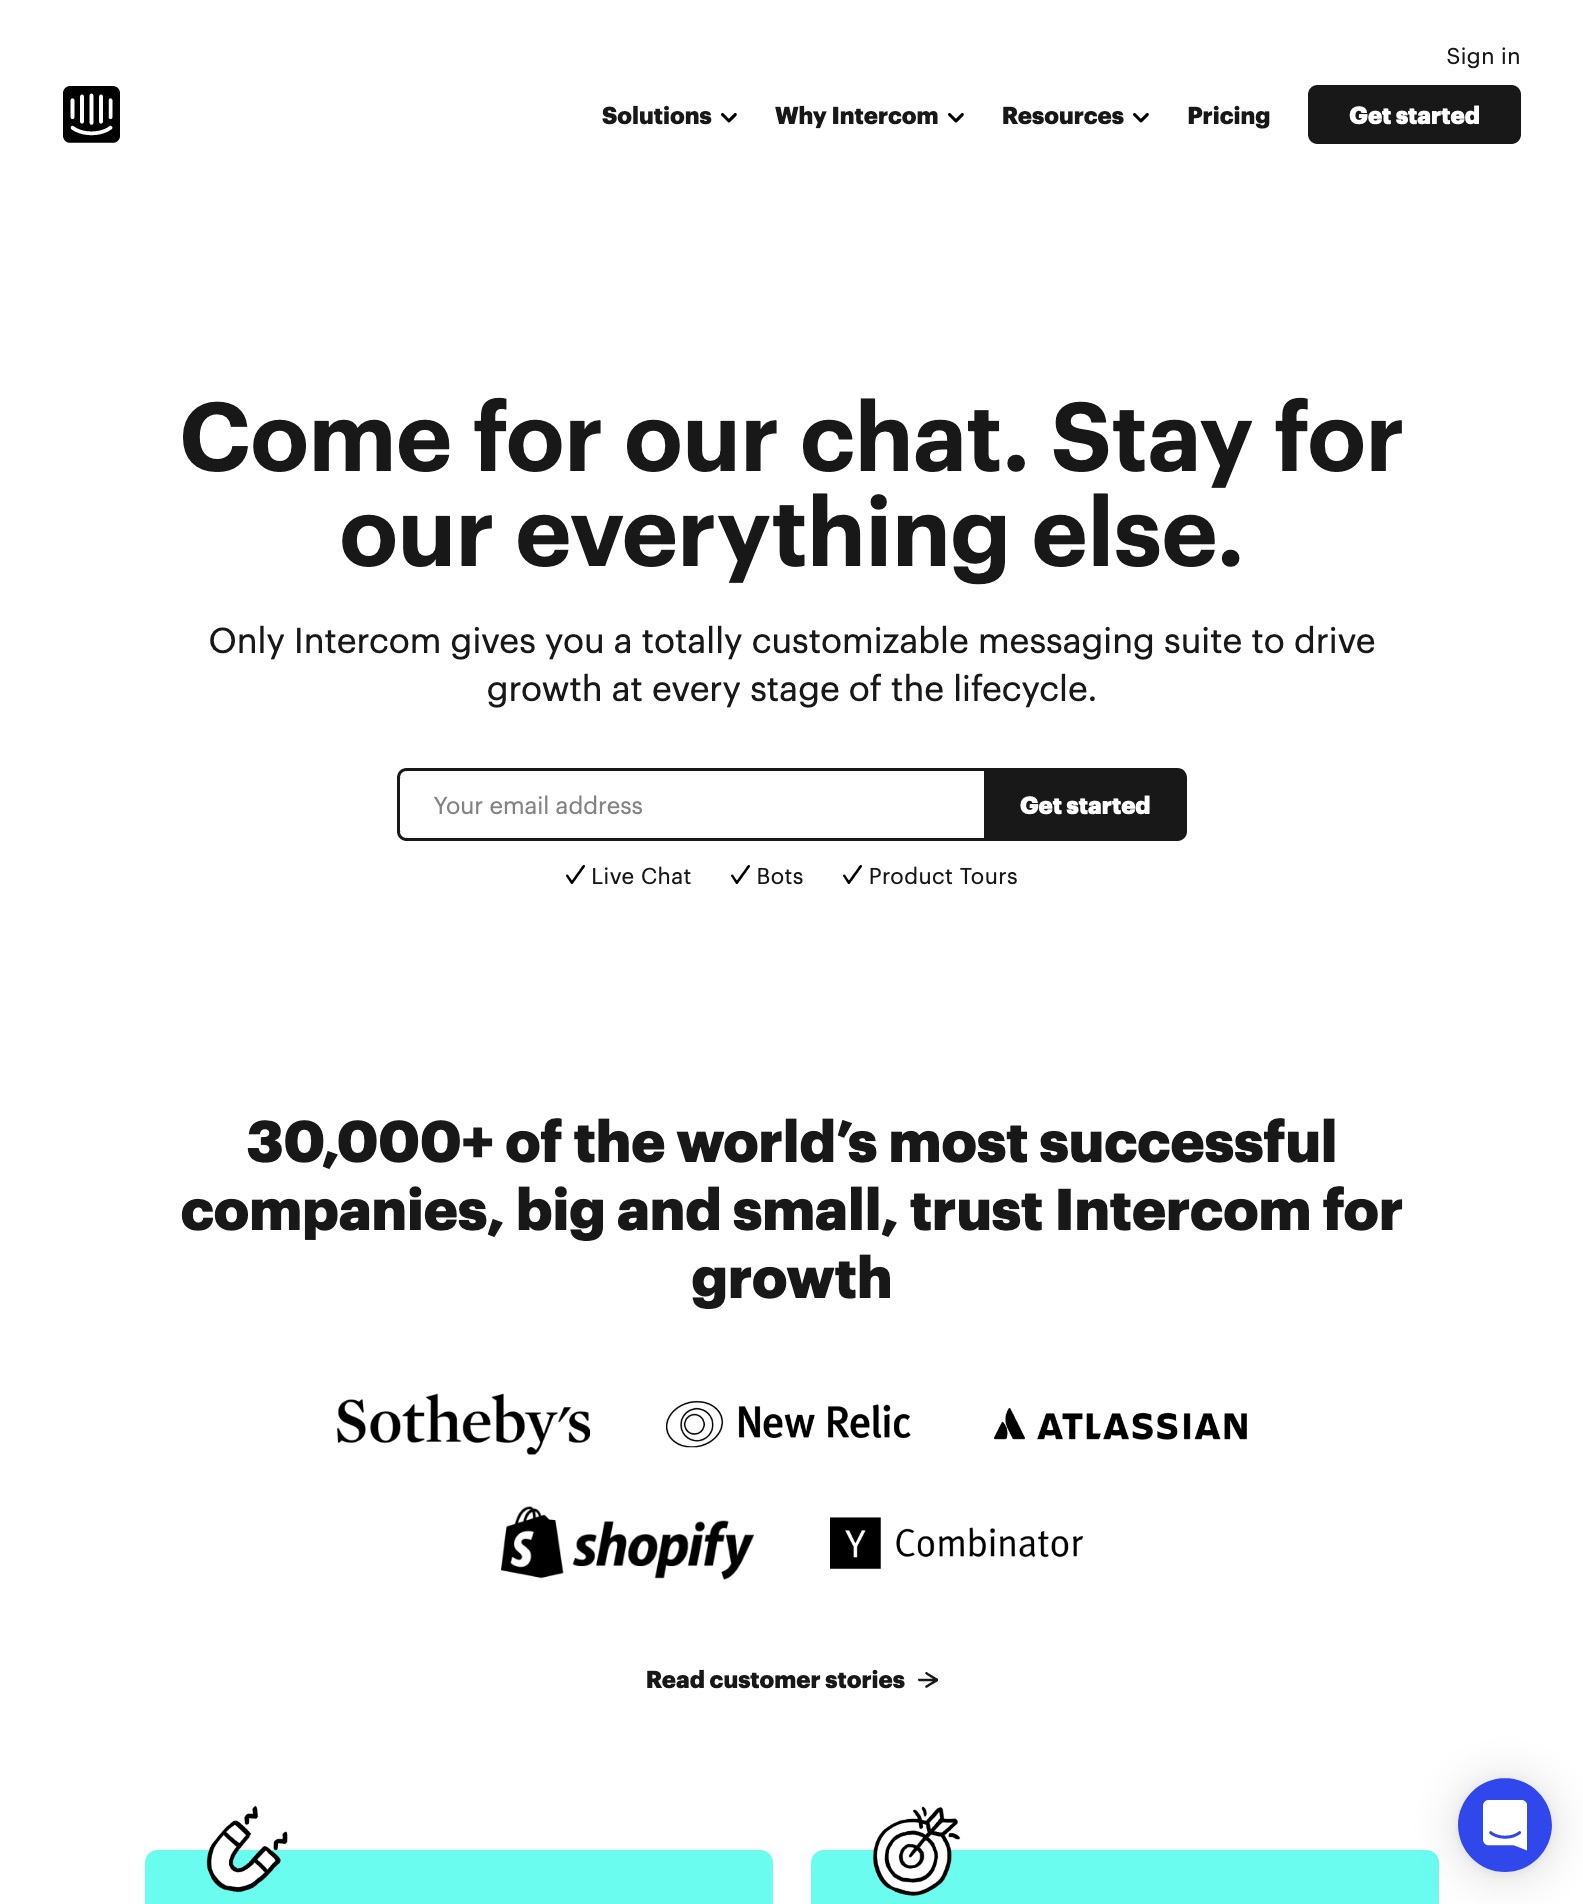 Sign in
Solutions Why Intercom Resources Pricing Get started
Come for our chat. Stay for
our everything else.
Only Intercom gives you a totally customizable messaging suite to drive
growth at every stage of the lifecycle.
Your email address Get started
Live Chat Bots Product Tours
30,000+ of the world’s most successful
companies, big and small, trust Intercom for
growth
Sotheby’s New Relic ATLASSIAN
S shopify Y Combinator
Read customer stories →